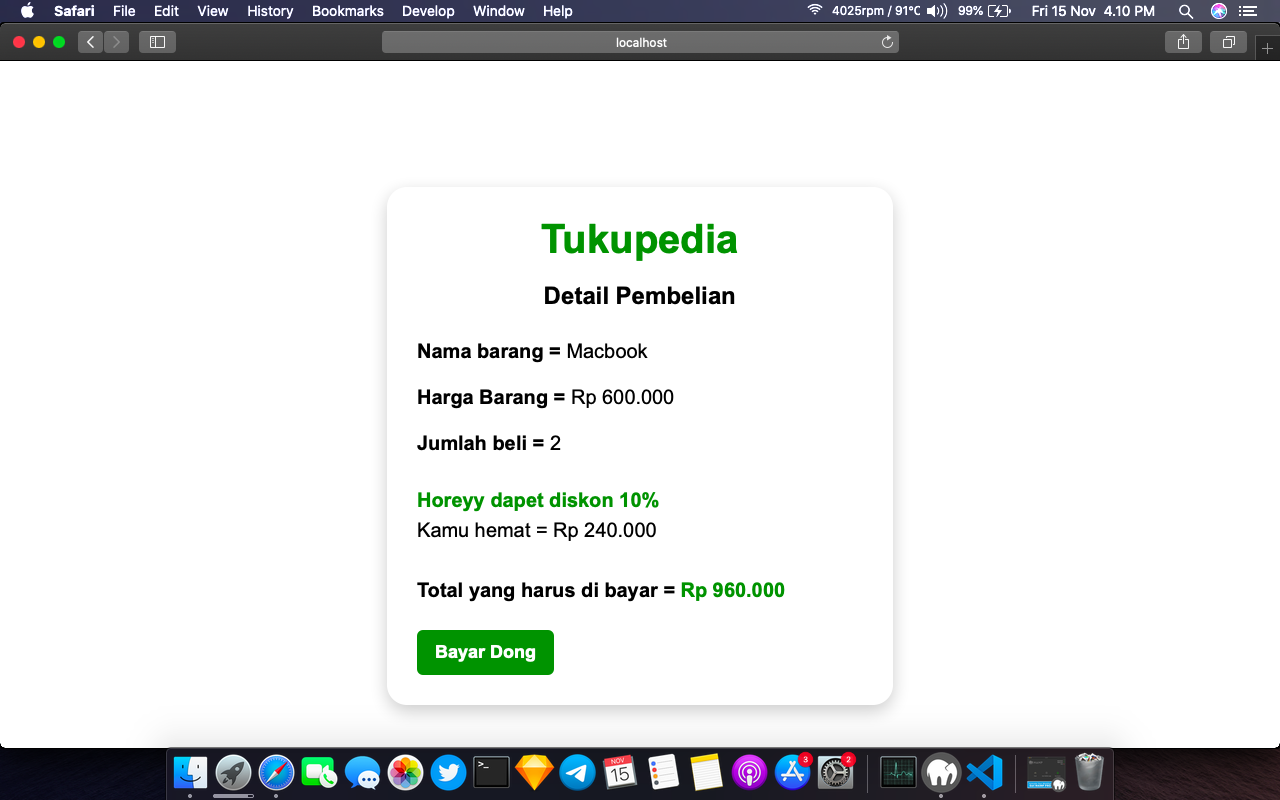 Safari File Edit View History Bookmarks Develop Window Help 4025rpm / 91°C 99% Fri 15 Nov 4.10 PM
localhost
Tukupedia
Detail Pembelian
Nama barang = Macbook
Harga Barang = Rp 600.000
Jumlah beli = 2
Horeyy dapet diskon 10%
Kamu hemat = Rp 240.000
Total yang harus di bayar = Rp 960.000
Bayar Dong
NOV
15
3
2